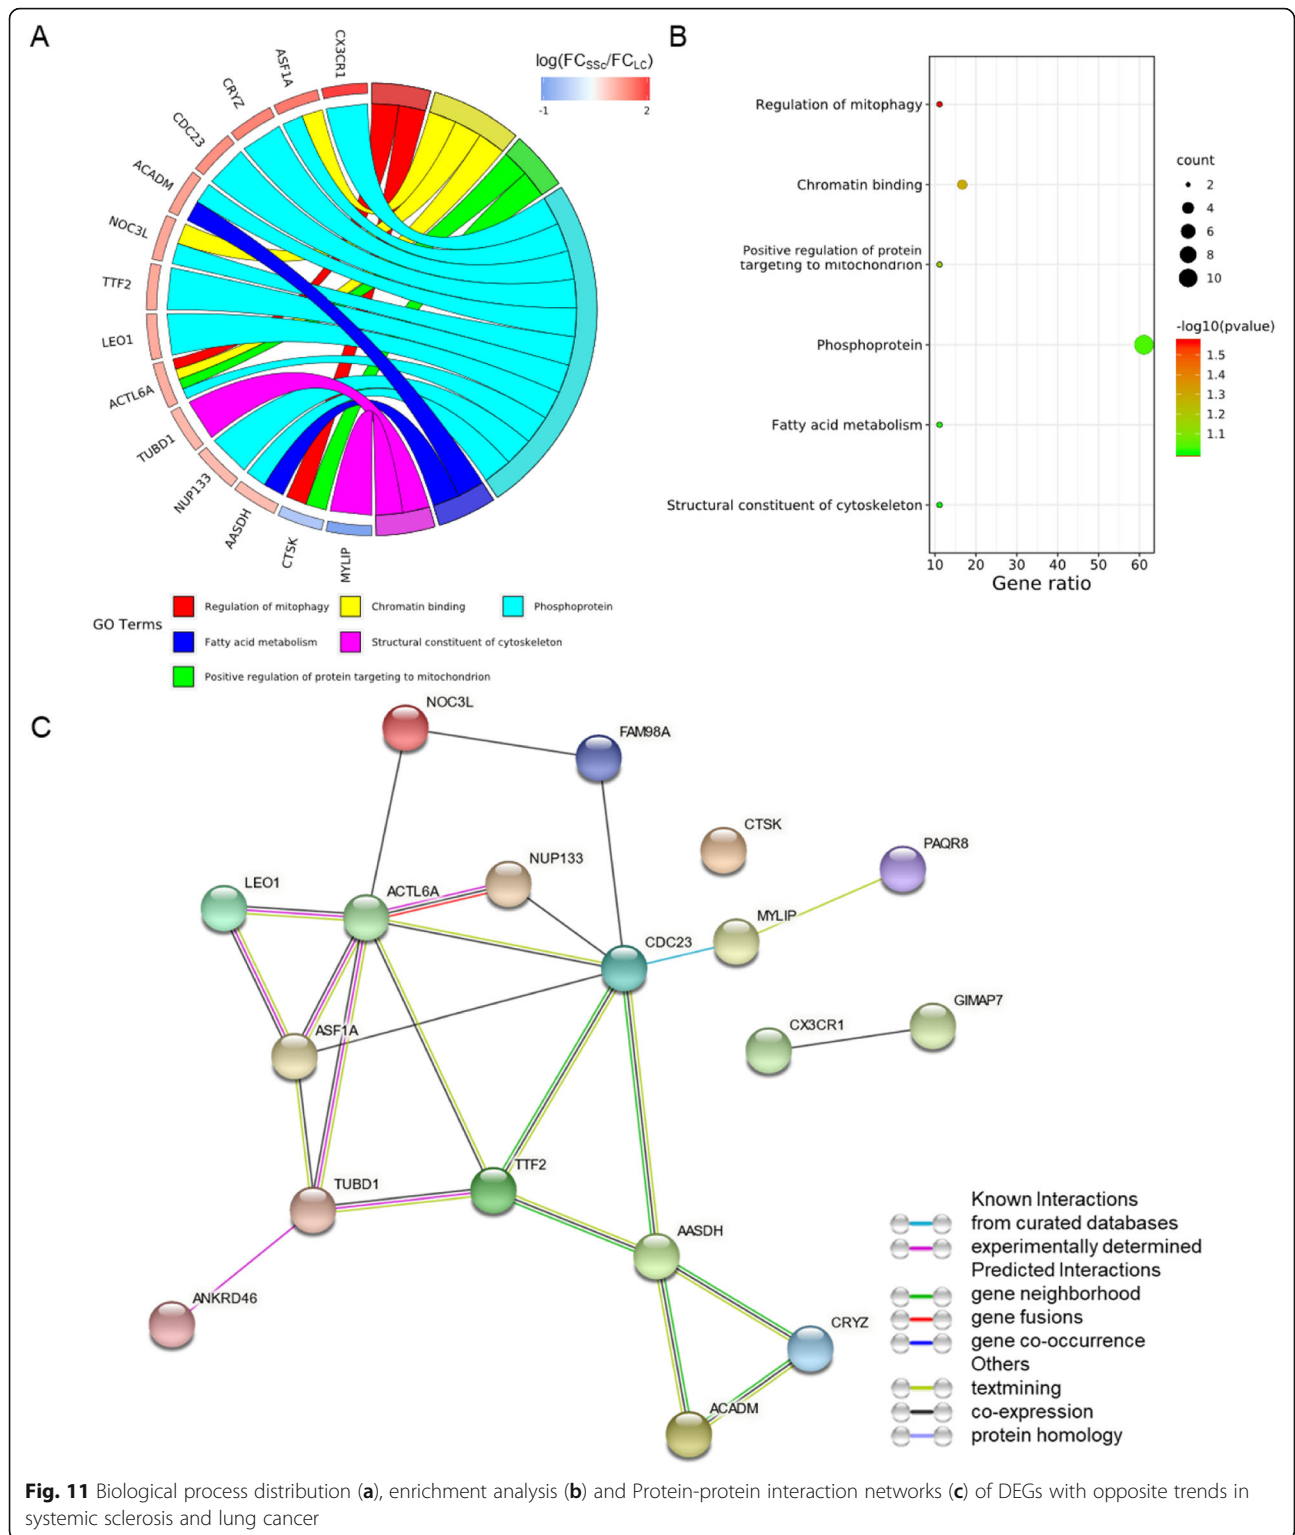 A
CX3CR1
ASF1A
CRYZ
CDC23
ACADM
NOC3L
TTF2
LEO1
ACTL6A
TUBD1
NUP133
AASDH
CTSK
MYLIP
log(FCSSc/FCLC)
-1 2
GO Terms
Regulation of mitophagy
Chromatin binding
Phosphoprotein
Fatty acid metabolism
Structural constituent of cytoskeleton
Positive regulation of protein targeting to mitochondrion
B
Regulation of mitophagy
Chromatin binding
Positive regulation of protein
targeting to mitochondrion
Phosphoprotein
Fatty acid metabolism
Structural constituent of cytoskeleton
10 20 30 40 50 60
Gene ratio
count
2
4
6
8
10
-log10(pvalue)
1.5
1.4
1.3
1.2
1.1
C
NOC3L
FAM98A
CTSK
PAQR8
NUP133
LEO1
ACTL6A
MYLIP
CDC23
GIMAP7
CX3CR1
ASF1A
TTF2
TUBD1
AASDH
ANKRD46
CRYZ
ACADM
Known Interactions
from curated databases
experimentally determined
Predicted Interactions
gene neighborhood
gene fusions
gene co-occurrence
Others
textmining
co-expression
protein homology
Fig. 11 Biological process distribution (a), enrichment analysis (b) and Protein-protein interaction networks (c) of DEGs with opposite trends in
systemic sclerosis and lung cancer